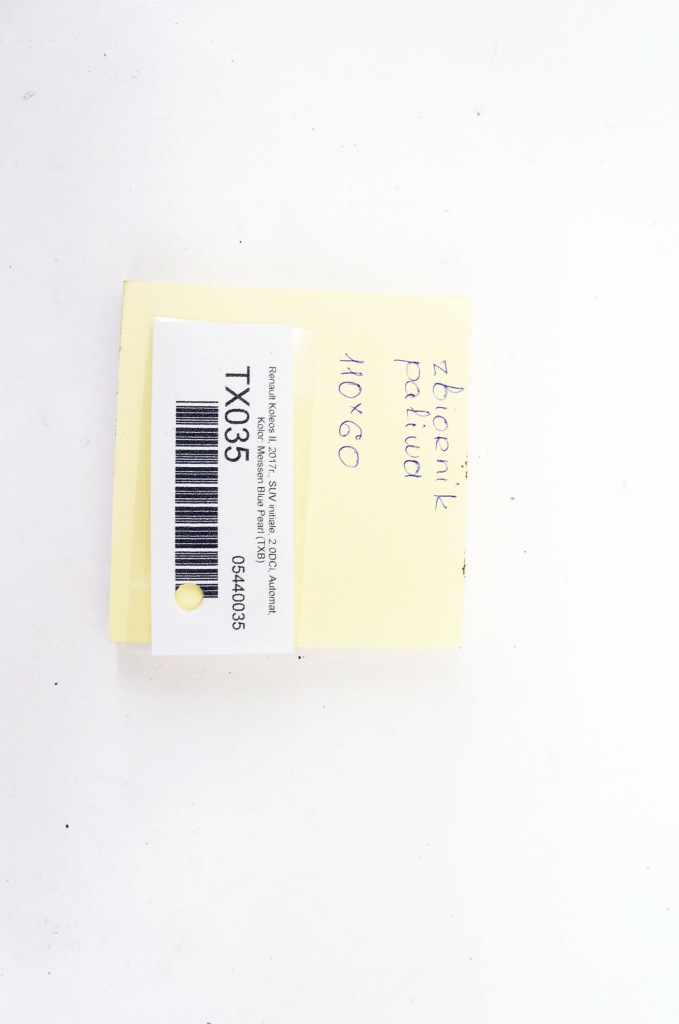 zbiornik
paliwa
110x60
Renault Koleos II, 2017r., SUV initiale, 2.0DCi, Automat,
Kolor: Meissen Blue Pearl (TXB)
TX035
05440035